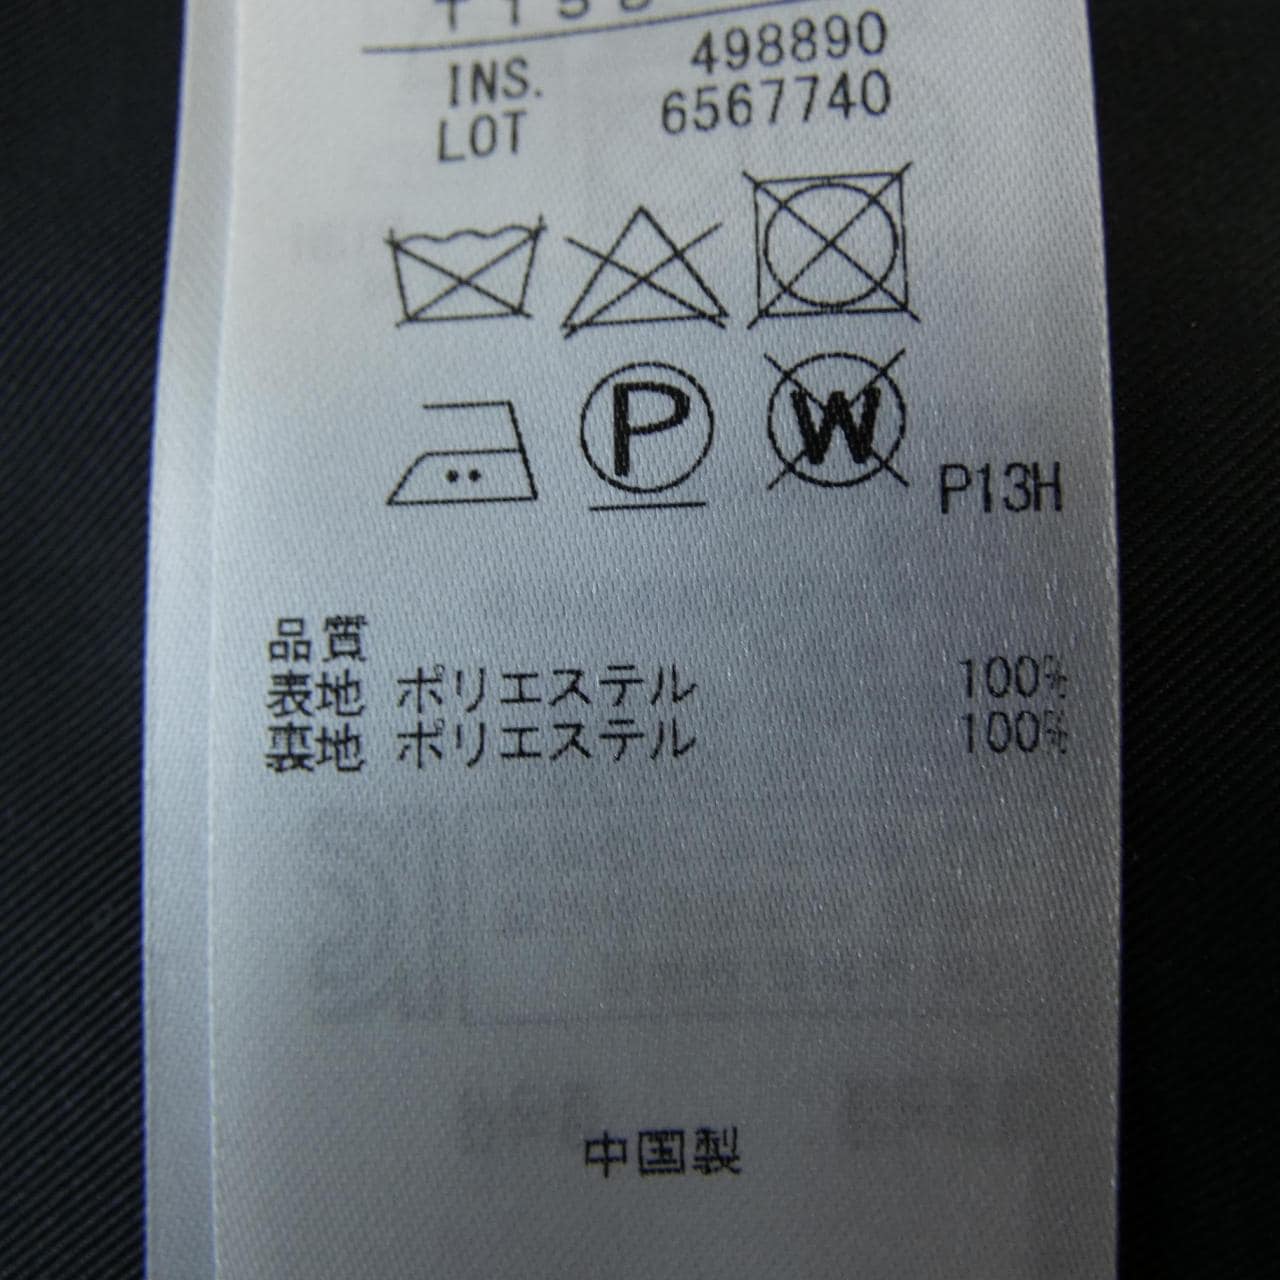 INS. 498890
LOT 6567740
P
W
P13H
品質
表地 ポリエステル 100%
裏地 ポリエステル 100%
中国製